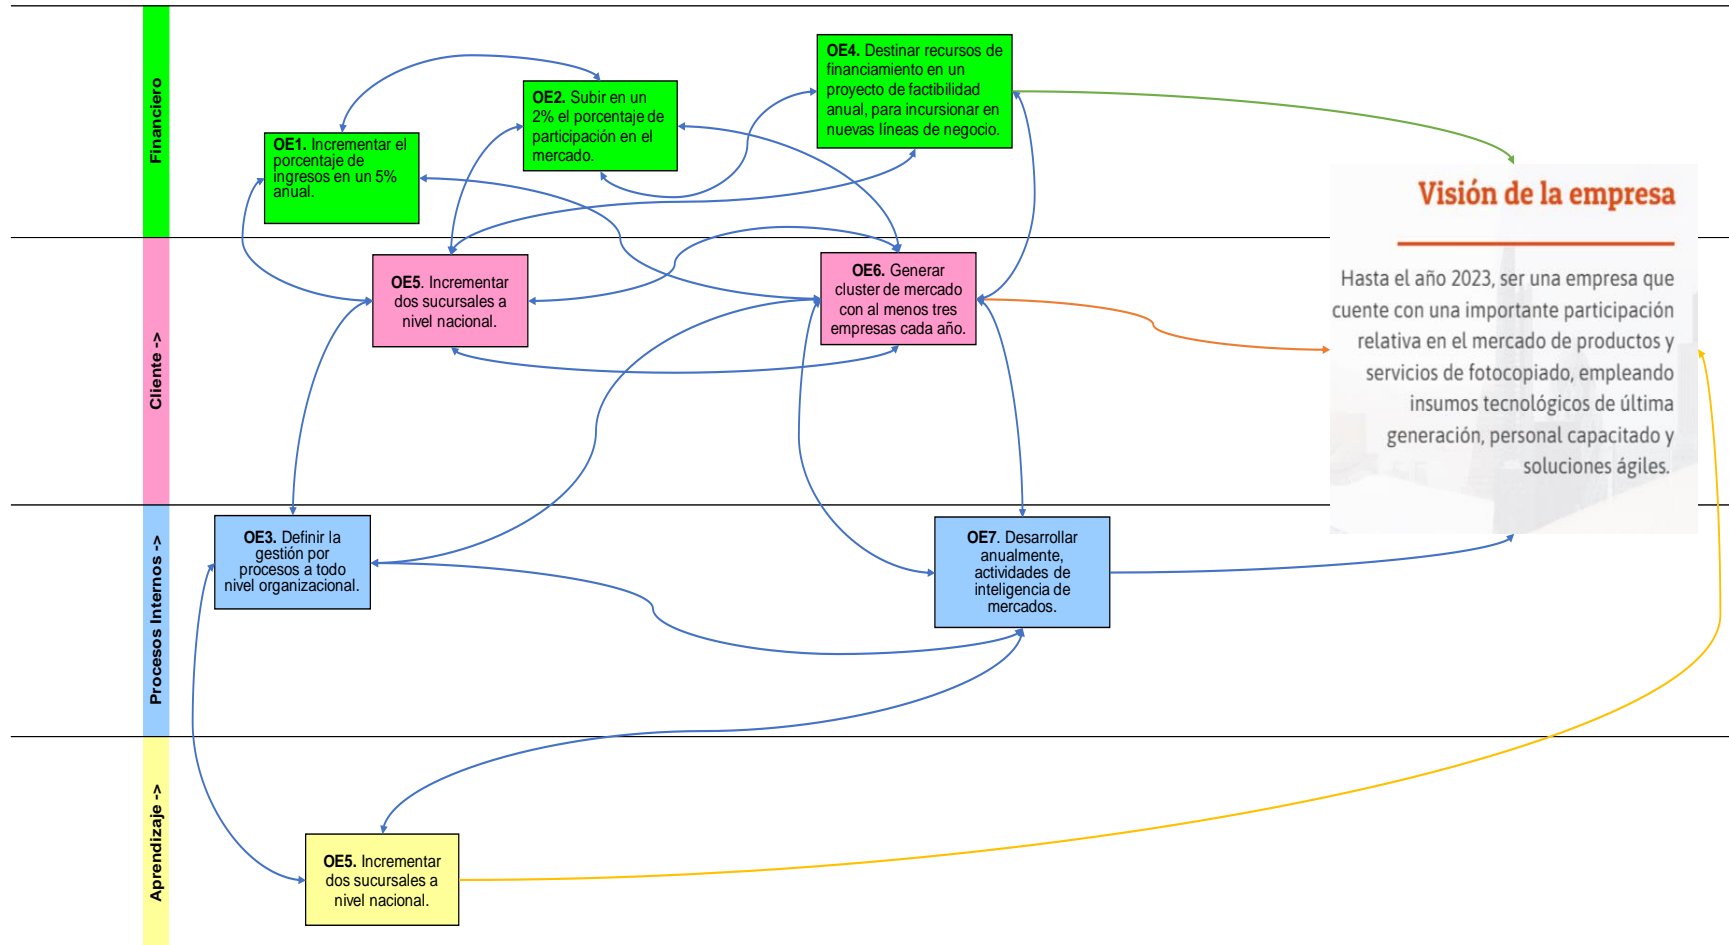 Financiero
OE1. Incrementar el
porcentaje de
ingresos en un 5%
anual.
OE2. Subir en un
2% el porcentaje de
participación en el
mercado.
OE4. Destinar recursos de
financiamiento en un
proyecto de factibilidad
anual, para incursionar en
nuevas líneas de negocio.
Cliente ->
OE5. Incrementar
dos sucursales a
nivel nacional.
OE6. Generar
cluster de mercado
con al menos tres
empresas cada año.
Visión de la empresa
Hasta el año 2023, ser una empresa que
cuente con una importante participación
relativa en el mercado de productos y
servicios de fotocopiado, empleando
insumos tecnológicos de última
generación, personal capacitado y
soluciones ágiles.
Procesos Internos ->
OE3. Definir la
gestión por
procesos a todo
nivel organizacional.
OE7. Desarrollar
anualmente,
actividades de
inteligencia de
mercados.
Aprendizaje ->
OE5. Incrementar
dos sucursales a
nivel nacional.